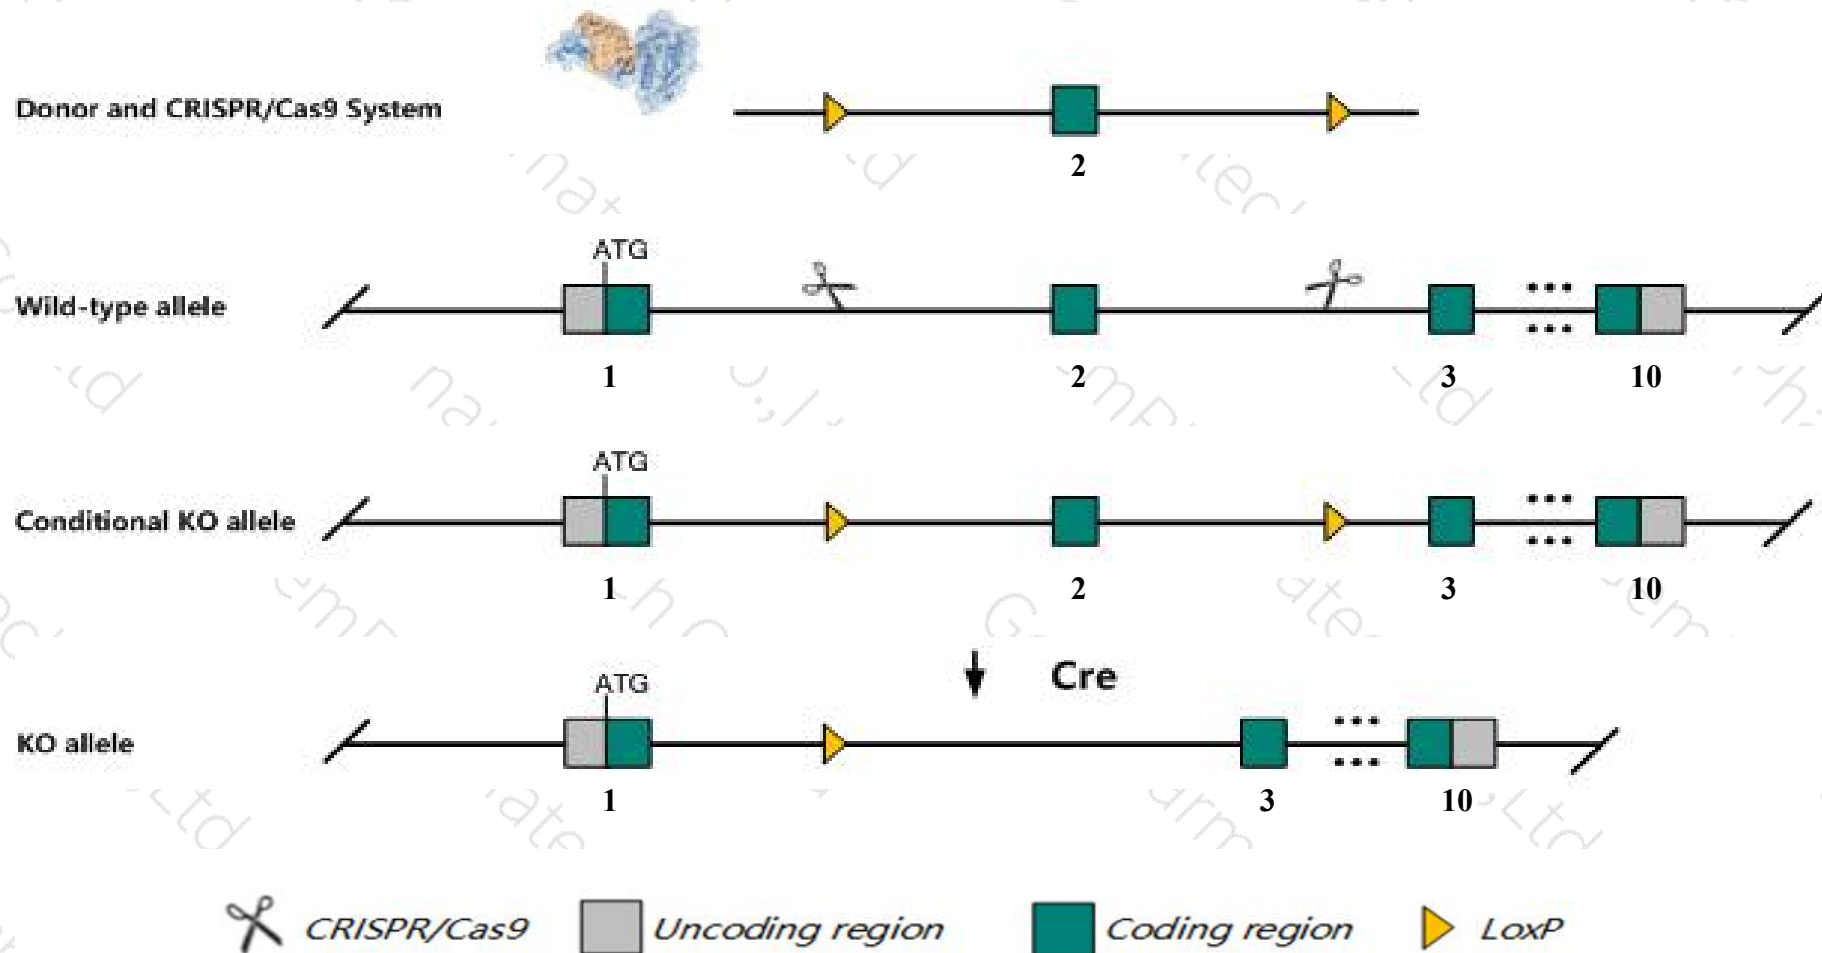 Donor and CRISPR/Cas9 System
2
ATG
Wild-type allele
1 2 3 10
ATG
Conditional KO allele
1 2 3 10
Cre
ATG
KO allele
1 3 10
CRISPR/Cas9 Uncoding region Coding region LoxP